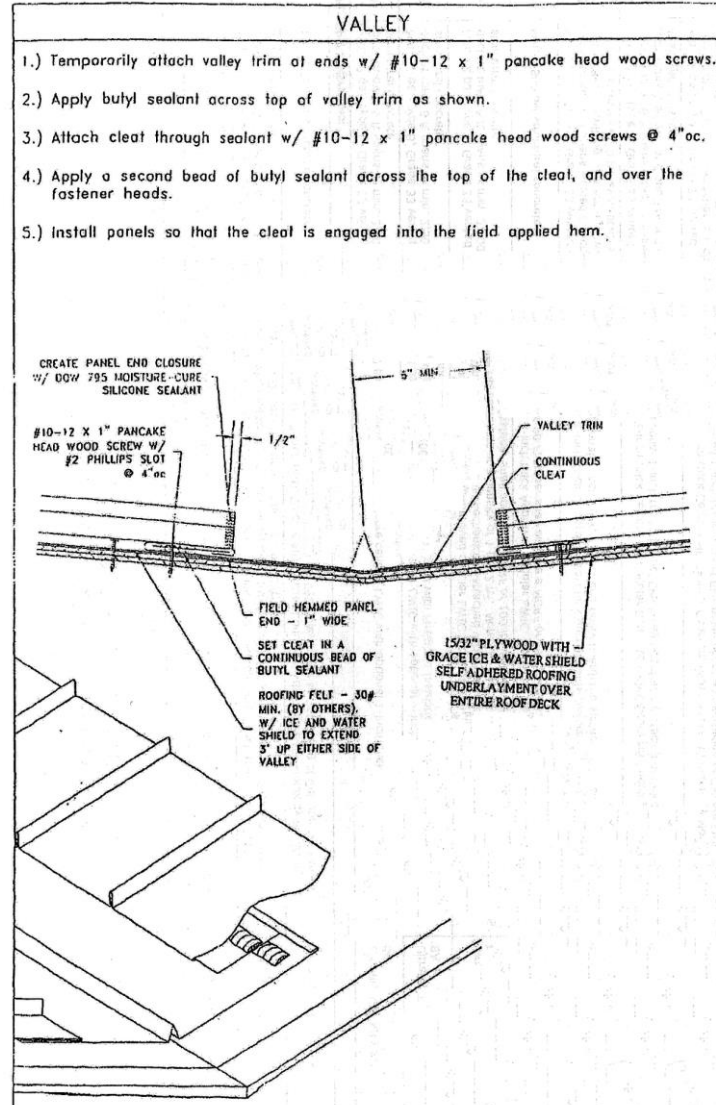 VALLEY
1.) Temporarily attach valley trim at ends w/ #10-12 x 1" pancake head wood screws.
2.) Apply butyl sealant across top of valley trim as shown.
3.) Attach cleat through sealant w/ #10-12 x 1" pancake head wood screws @ 4"oc.
4.) Apply a second bead of butyl sealant across the top of the cleat, and over the
fastener heads.
5.) Install panels so that the cleat is engaged into the field applied hem.
CREATE PANEL END CLOSURE
W/ DOW 795 MOISTURE-CURE
SILICONE SEALANT
#10-12 X 1" PANCAKE
HEAD WOOD SCREW W/
#2 PHILLIPS SLOT
@ 4"oc
1/2"
MIN
VALLEY TRIM
CONTINUOUS
CLEAT
FIELD HEMMED PANEL
END - 1" WIDE
SET CLEAT IN A
CONTINUOUS BEAD OF
BUTYL SEALANT
ROOFING FELT - 30#
MIN. (BY OTHERS).
W/ ICE AND WATER
SHIELD TO EXTEND
3' UP EITHER SIDE OF
VALLEY
15/32" PLYWOOD WITH
GRACE ICE & WATER SHIELD
SELF ADHERED ROOFING
UNDERLAYMENT OVER
ENTIRE ROOF DECK